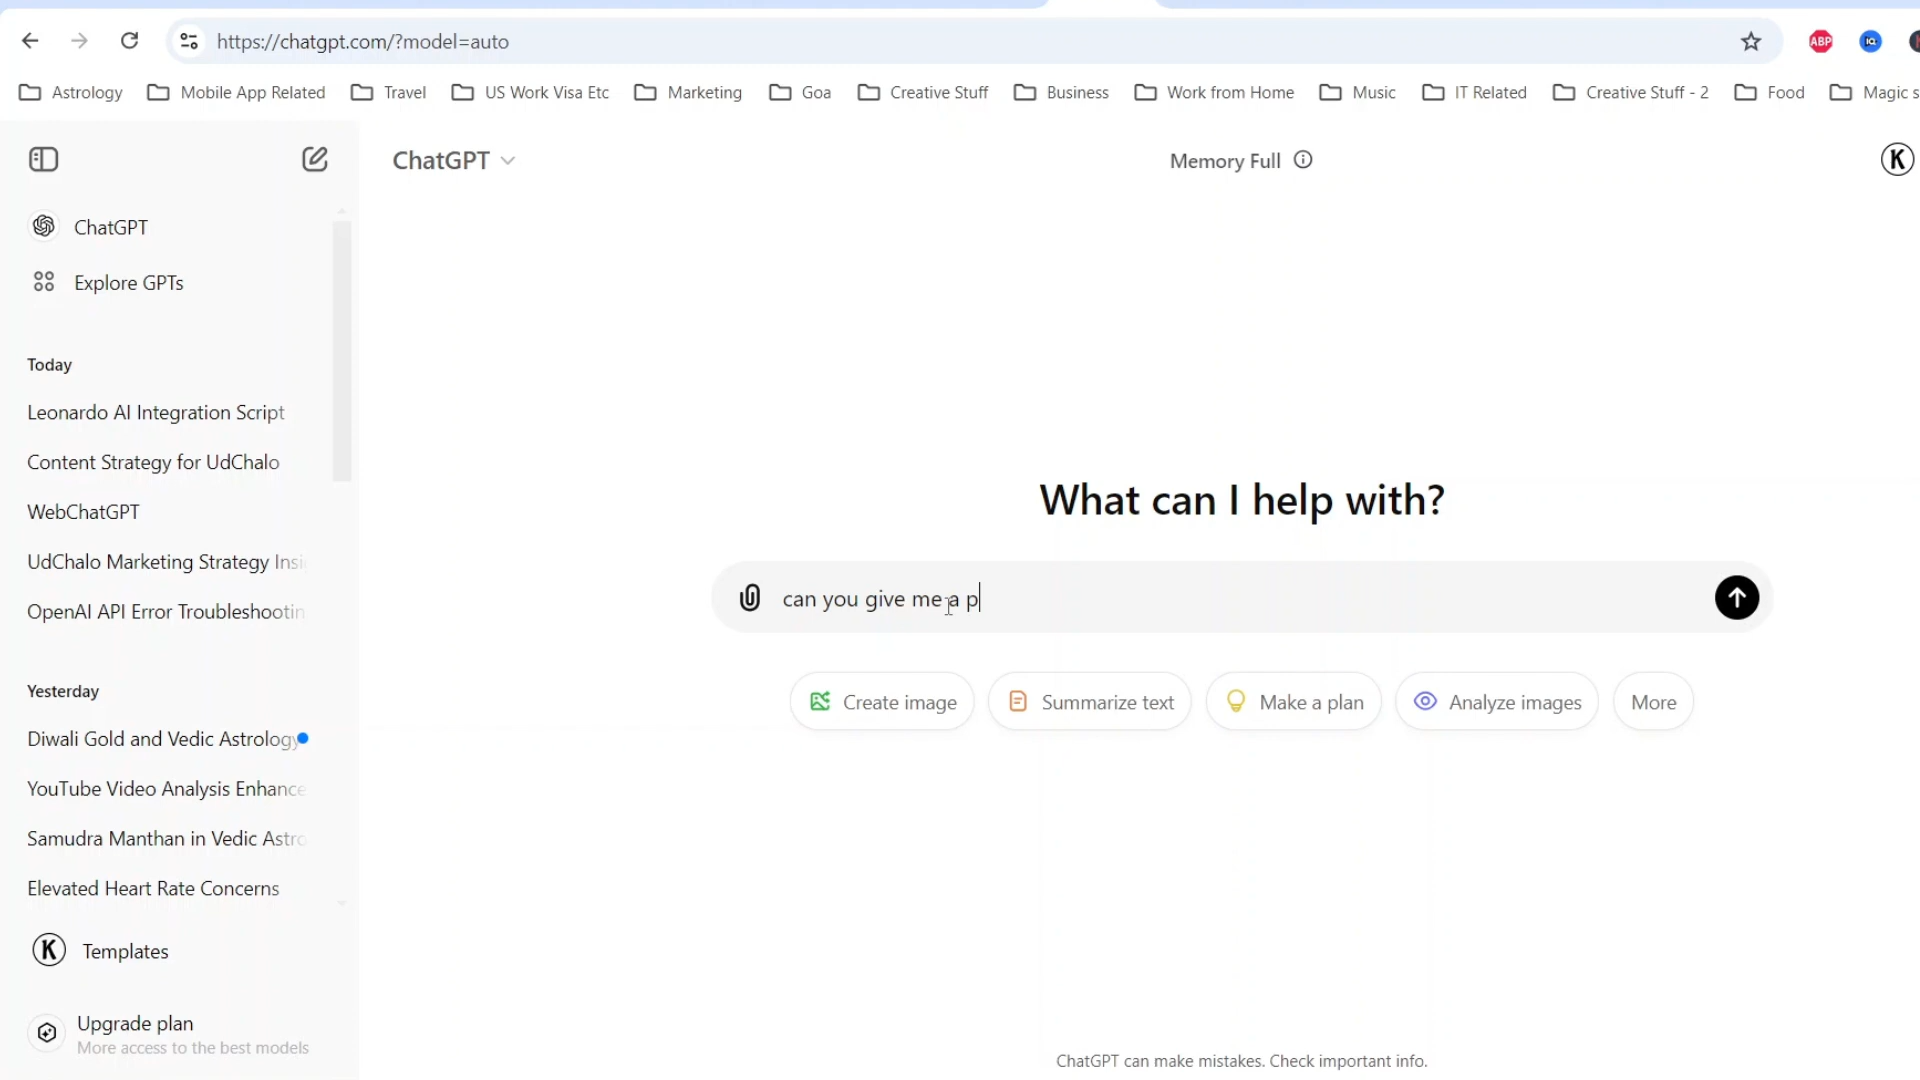 https://chatgpt.com/?model=auto
ABP
Astrology Mobile App Related Travel US Work Visa Etc Marketing Goa Creative Stuff Business Work from Home Music IT Related Creative Stuff - 2 Food Magic s
ChatGPT
Memory Full
K
ChatGPT
Explore GPTs
Today
Leonardo AI Integration Script
Content Strategy for UdChalo
WebChatGPT
UdChalo Marketing Strategy Insi
OpenAI API Error Troubleshootin
Yesterday
Diwali Gold and Vedic Astrology
YouTube Video Analysis Enhance
Samudra Manthan in Vedic Astro
Elevated Heart Rate Concerns
K Templates
Upgrade plan
More access to the best models
What can I help with?
can you give me a p
Create image Summarize text Make a plan Analyze images More
ChatGPT can make mistakes. Check important info.